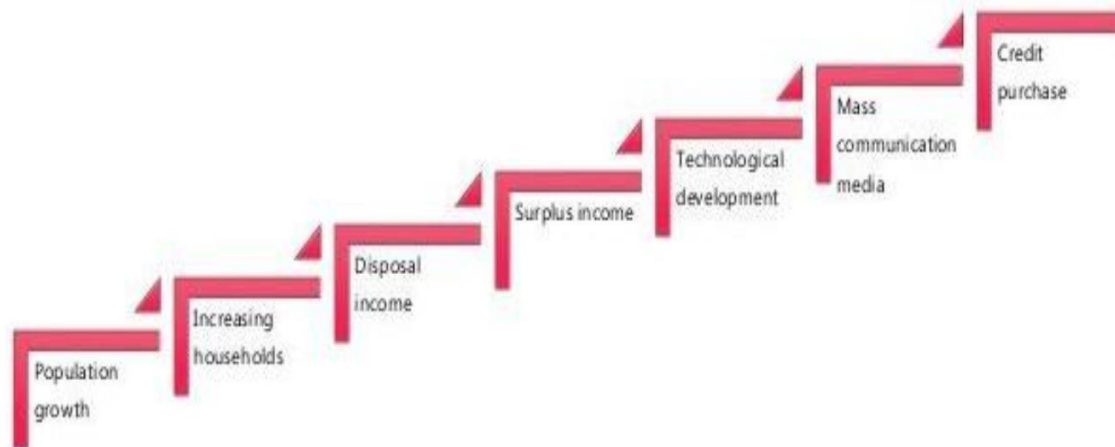 Population
growth
Increasing
households
Disposal
income
Surplus income
Technological
development
Mass
communication
media
Credit
purchase